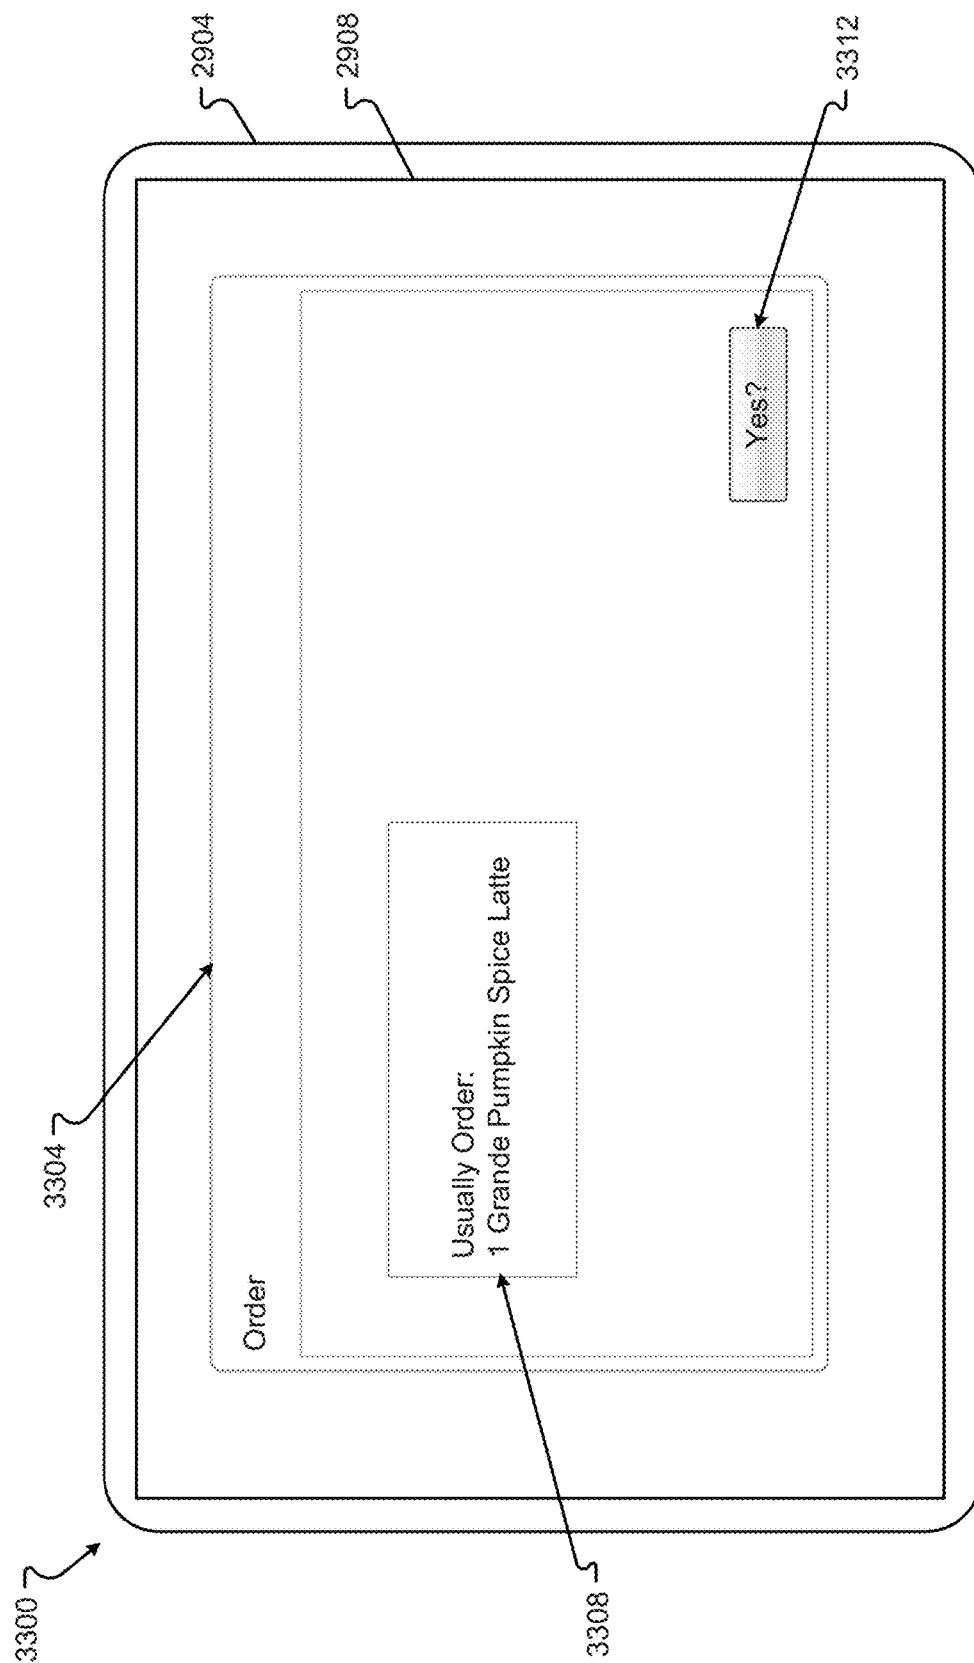 3300
3304
2904
2908
Order
Usually Order:
1 Grande Pumpkin Spice Latte
Yes?
3308
3312